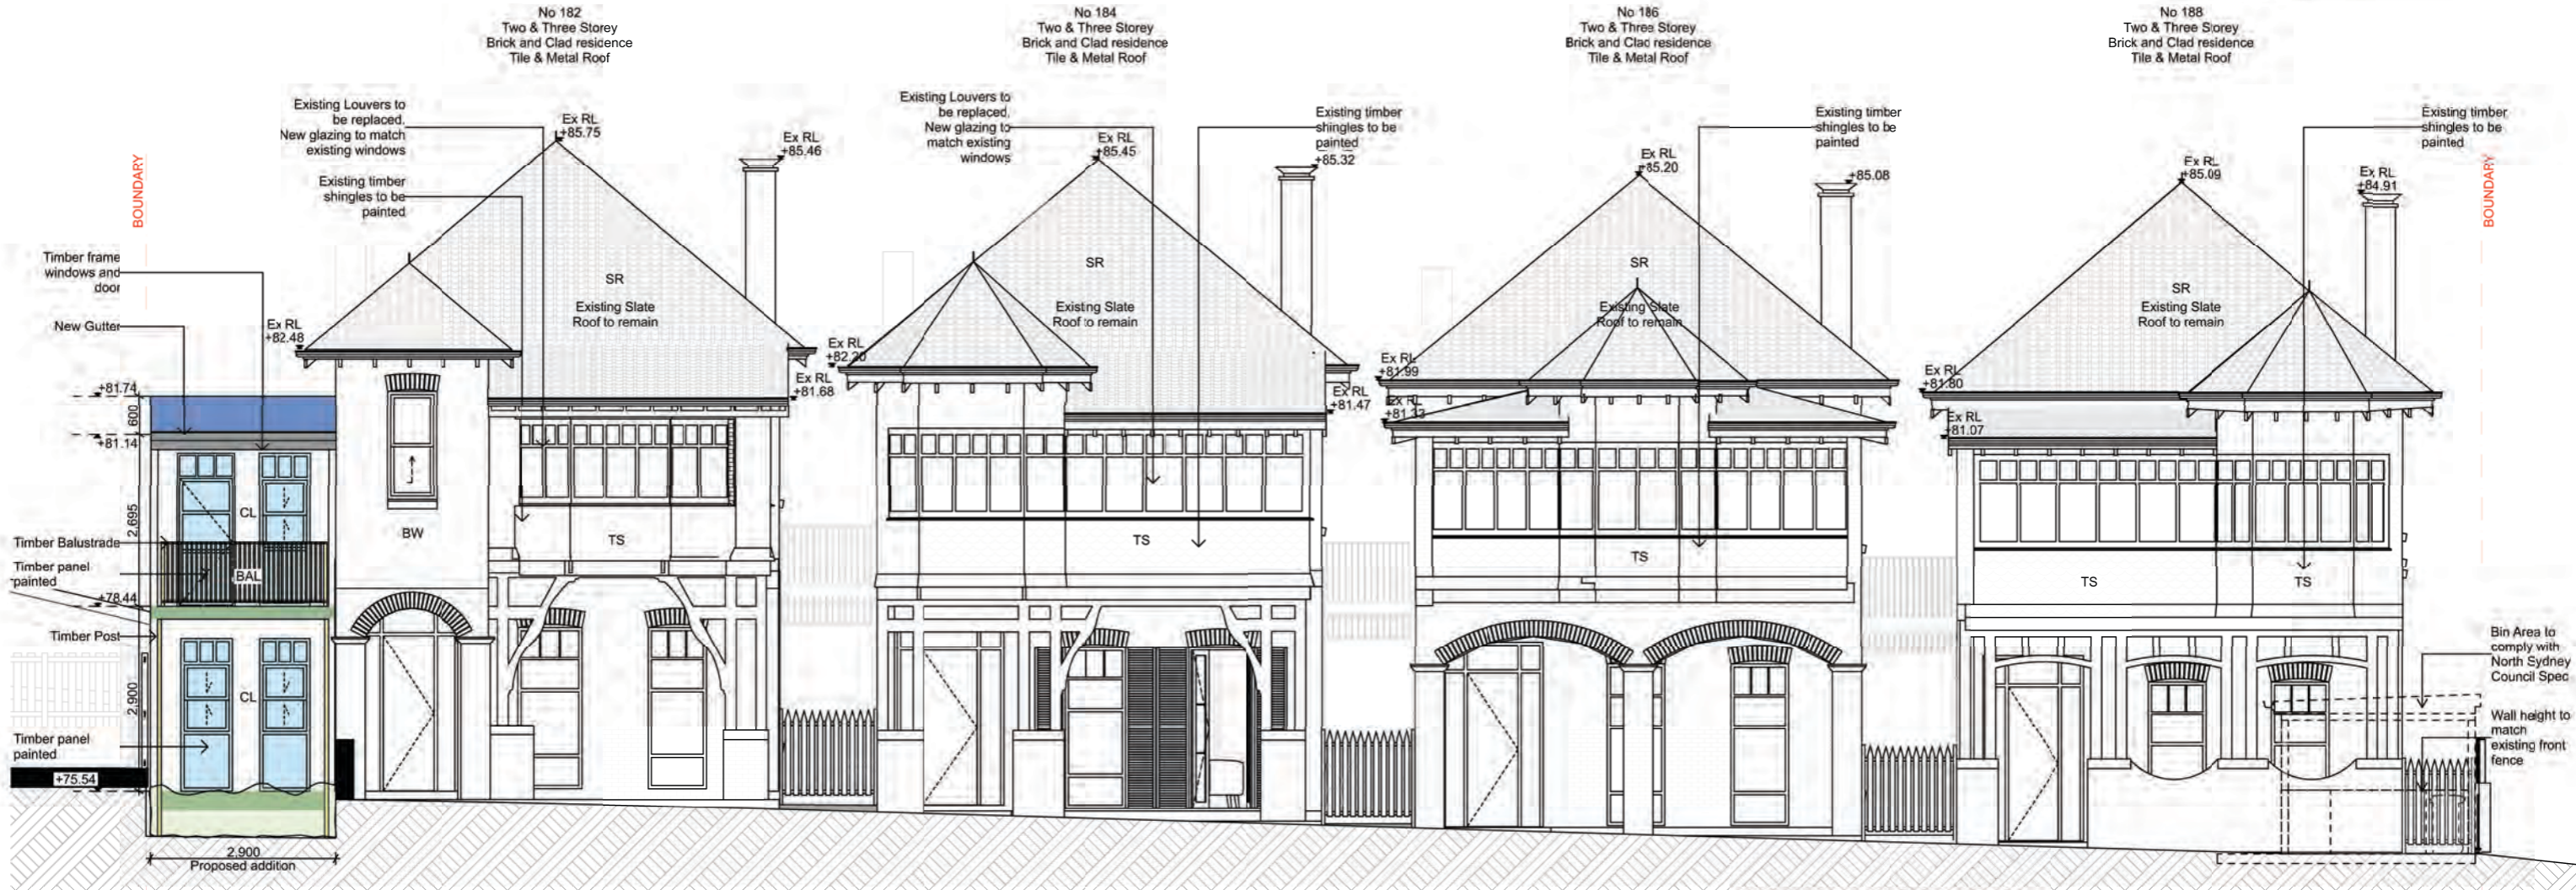 No 182
Two & Three Storey
Brick and Clad residence
Tile & Metal Roof
No 184
Two & Three Storey
Brick and Clad residence
Tile & Metal Roof
No 186
Two & Three Storey
Brick and Clad residence
Tile & Metal Roof
No 188
Two & Three Storey
Brick and Clad residence
Tile & Metal Roof
Existing Louvers to
be replaced.
New glazing to match
existing windows
Existing timber
shingles to be
painted
Ex RL
+85.75
Ex RL
+85.46
Existing Louvers to
be replaced.
New glazing to
match existing
windows
Ex RL
+85.45
Existing timber
shingles to be
painted
+85.32
Ex RL
+85.20
Existing timber
shingles to be
painted
+85.08
Ex RL
+85.09
Existing timber
shingles to be
painted
Ex RL
+84.91
BOUNDARY
BOUNDARY
Timber frame
windows and
door
New Gutter
Ex RL
+82.48
SR
Existing Slate
Roof to remain
Ex RL
+82.20
SR
Existing Slate
Roof to remain
Ex RL
+81.99
SR
Existing Slate
Roof to remain
Ex RL
+81.80
SR
Existing Slate
Roof to remain
+81.74
600
+81.14
Ex RL
+81.68
Ex RL
+81.47
Ex RL
Ex RL
+81.07
2,695
CL
BW
TS
TS
TS
TS
TS
Timber Balustrade
Timber panel
painted
BAL
+78.44
Timber Post
2,900
CL
Timber panel
painted
+75.54
2,900
Proposed addition
Bin Area to
comply with
North Sydney
Council Spec
Wall height to
match
existing front
fence